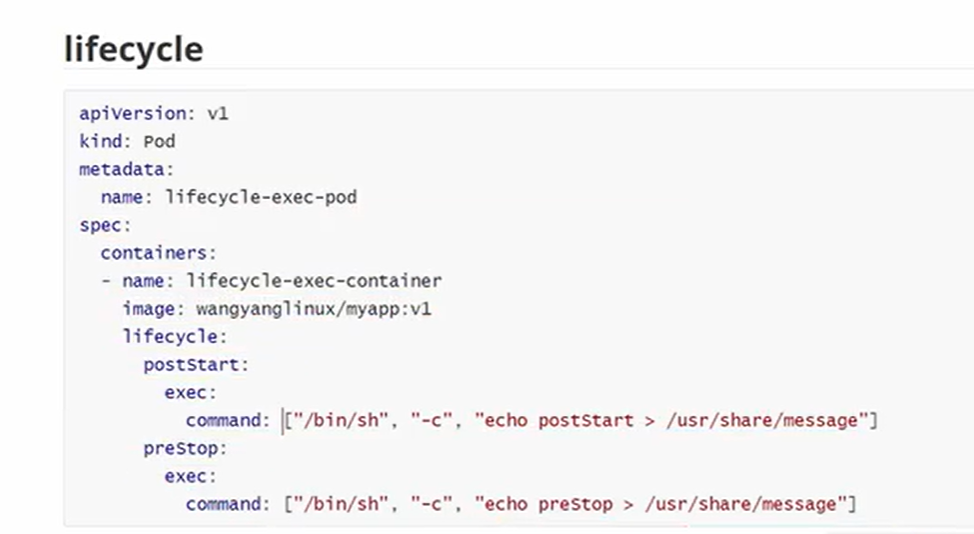 lifecycle
apiVersion: v1
kind: Pod
metadata:
  name: lifecycle-exec-pod
spec:
  containers:
  - name: lifecycle-exec-container
    image: wangyanglinux/myapp:v1
    lifecycle:
      postStart:
        exec:
          command: ["/bin/sh", "-c", "echo postStart > /usr/share/message"]
      preStop:
        exec:
          command: ["/bin/sh", "-c", "echo preStop > /usr/share/message"]